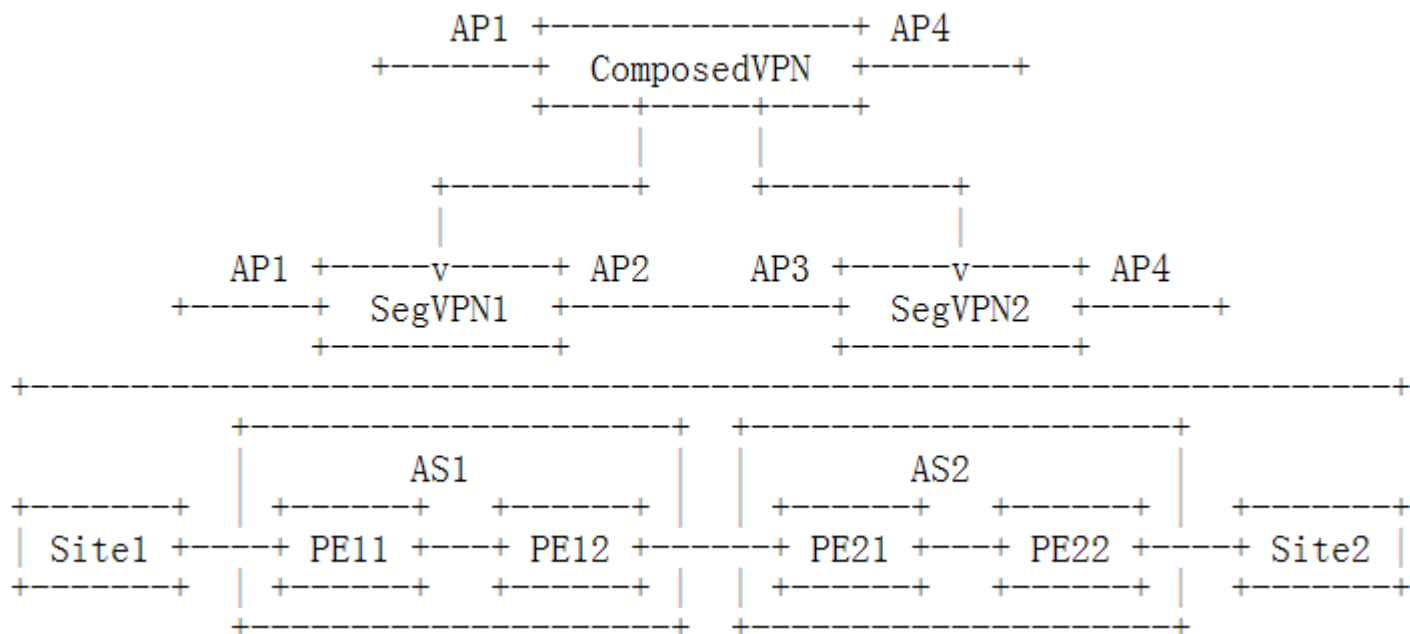 AP1 AP4
ComposedVPN
AP1 v AP2 AP3 v AP4
SegVPN1 SegVPN2
AS1 AS2
Site1 PE11 PE12 PE21 PE22 Site2